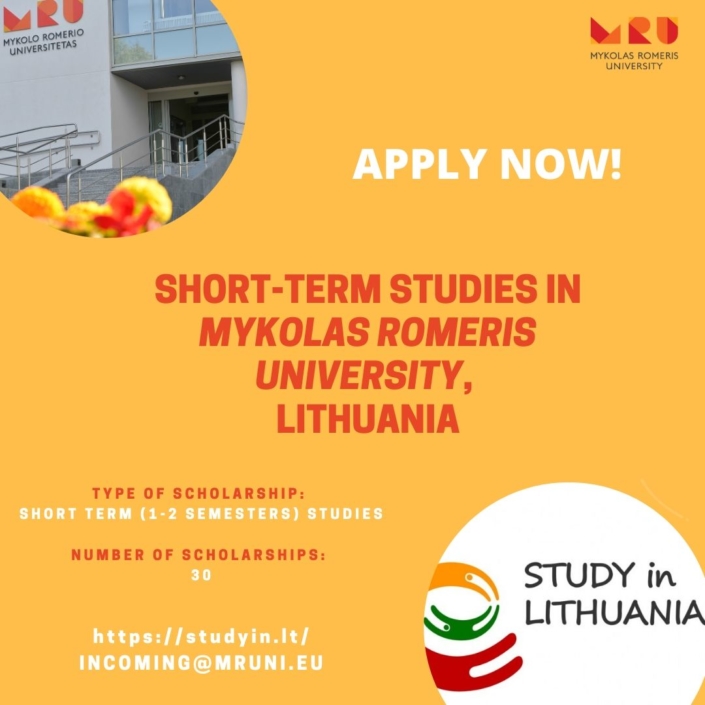 MRU
MYKOLO ROMERIO
UNIVERSITETAS
MRU
MYKOLAS ROMERIS
UNIVERSITY
APPLY NOW!
SHORT-TERM STUDIES IN
MYKOLAS ROMERIS
UNIVERSITY,
LITHUANIA
TYPE OF SCHOLARSHIP:
SHORT TERM (1-2 SEMESTERS) STUDIES
NUMBER OF SCHOLARSHIPS:
30
https://studyin.lt/
INCOMING@MRUNI.EU
STUDY in
LITHUANIA